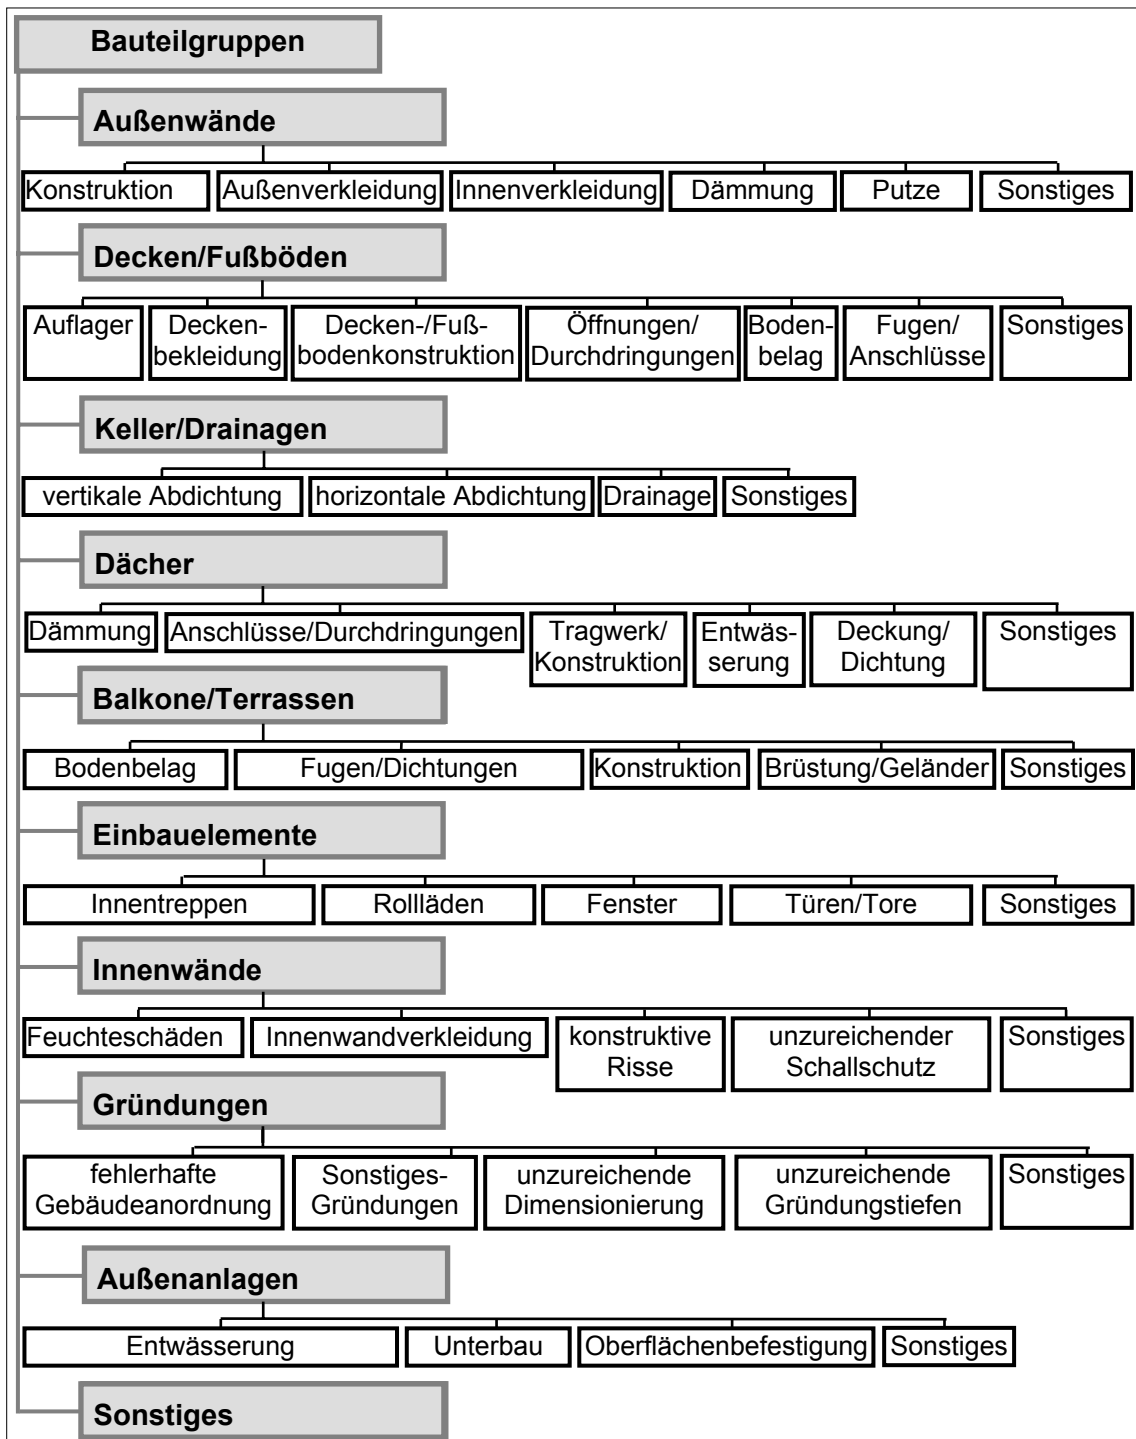 Bauteilgruppen
Außenwände
Konstruktion Außenverkleidung Innenverkleidung Dämmung Putze Sonstiges
Decken/Fußböden
Auflager Decken- Decken-/Fuß- Öffnungen/ Boden- Fugen/ Sonstiges
bekleidung bodenkonstruktion Durchdringungen belag Anschlüsse
Keller/Drainagen
vertikale Abdichtung horizontale Abdichtung Drainage Sonstiges
Dächer
Dämmung Anschlüsse/Durchdringungen Tragwerk/ Entwäs- Deckung/ Sonstiges
Konstruktion serung Dichtung
Balkone/Terrassen
Bodenbelag Fugen/Dichtungen Konstruktion Brüstung/Geländer Sonstiges
Einbauelemente
Innentreppen Rollläden Fenster Türen/Tore Sonstiges
Innenwände
Feuchteschäden Innenwandverkleidung konstruktive unzureichender Sonstiges
Risse Schallschutz
Gründungen
fehlerhafte Sonstiges- unzureichende unzureichende Sonstiges
Gebäudeanordnung Gründungen Dimensionierung Gründungstiefen
Außenanlagen
Entwässerung Unterbau Oberflächenbefestigung Sonstiges
Sonstiges